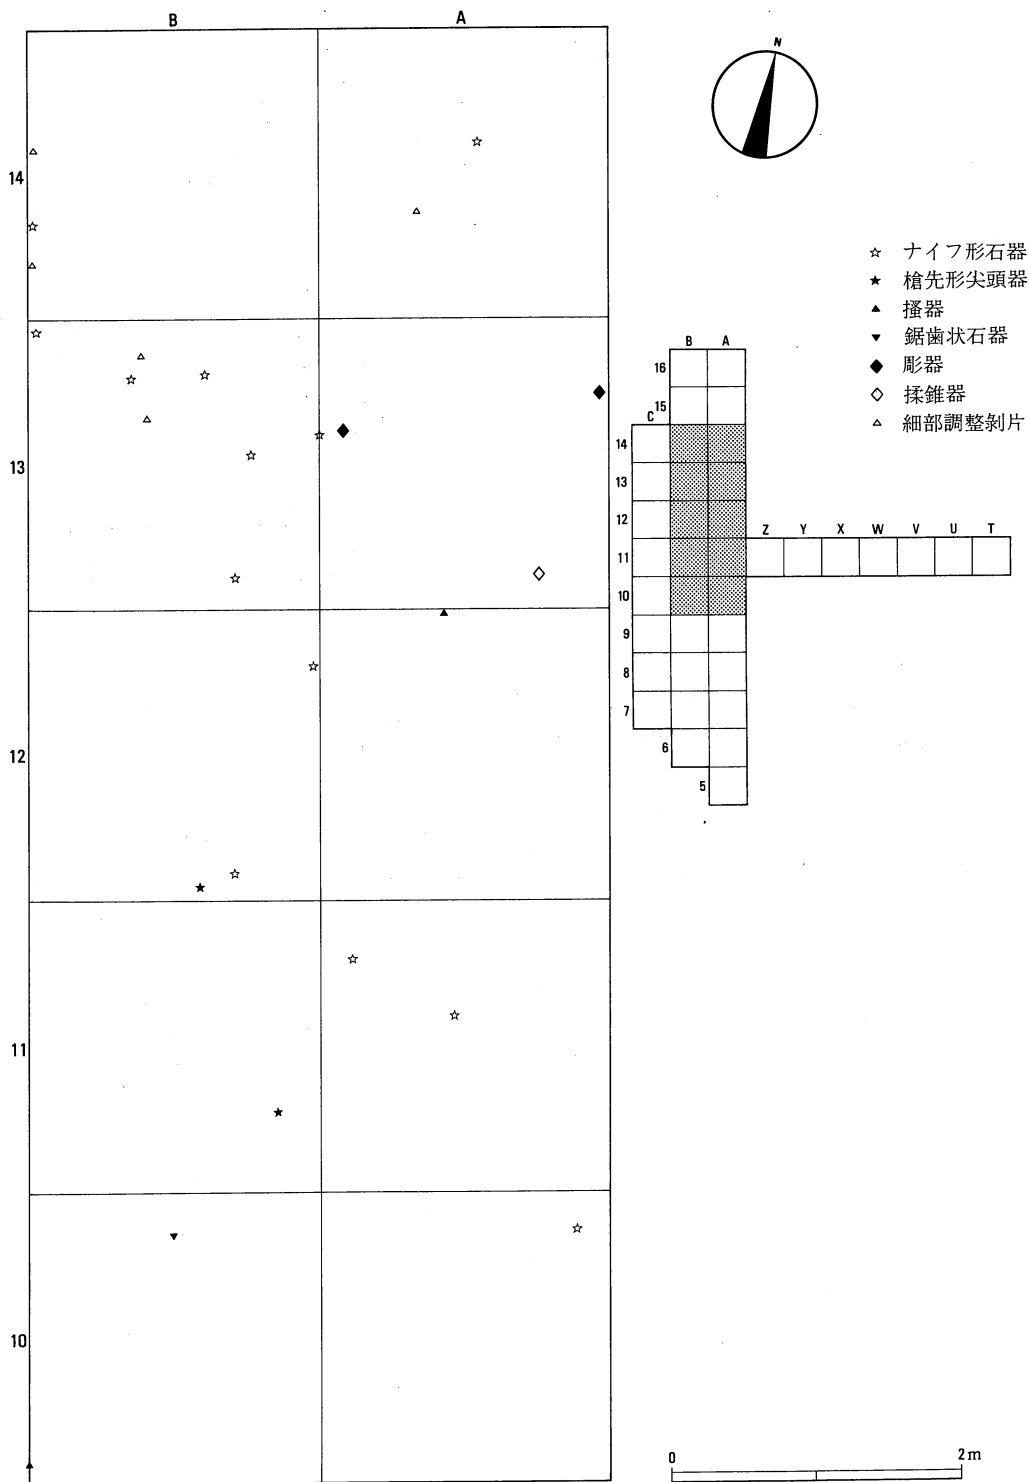 B A
14
13
12
11
10
N
☆ ナイフ形石器
★ 槍先形尖頭器
▲ 掻器
▼ 鋸歯状石器
◆ 彫器
◇ 揉錐器
△ 細部調整剝片
B A
16
15
C
14
13
12
Z Y X W V U T
11
10
9
8
7
6
5
0 2m